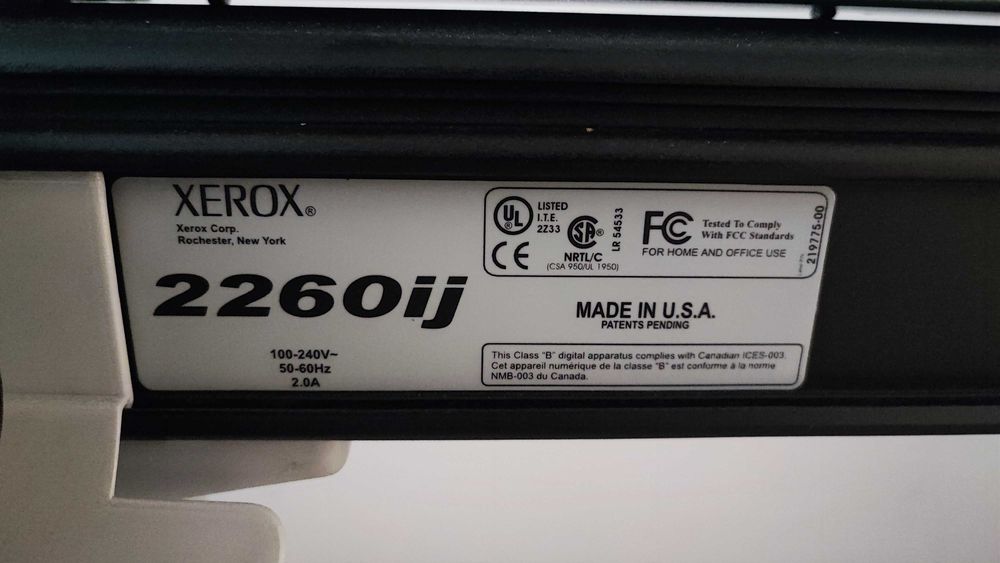 XEROX®
Xerox Corp.
Rochester, New York
2260ij
100-240V~
50-60Hz
2.0A
UL
®
LISTED
I.T.E.
2Z33
CE
SA
®
NRTL/C
(CSA 950/UL 1950)
LR 54533
FC
Tested To Comply
With FCC Standards
FOR HOME AND OFFICE USE
219775-00
MADE IN U.S.A.
PATENTS PENDING
This Class "B" digital apparatus complies with Canadian ICES-003.
Cet appareil numérique de la classe "B" est conforme à la norme
NMB-003 du Canada.